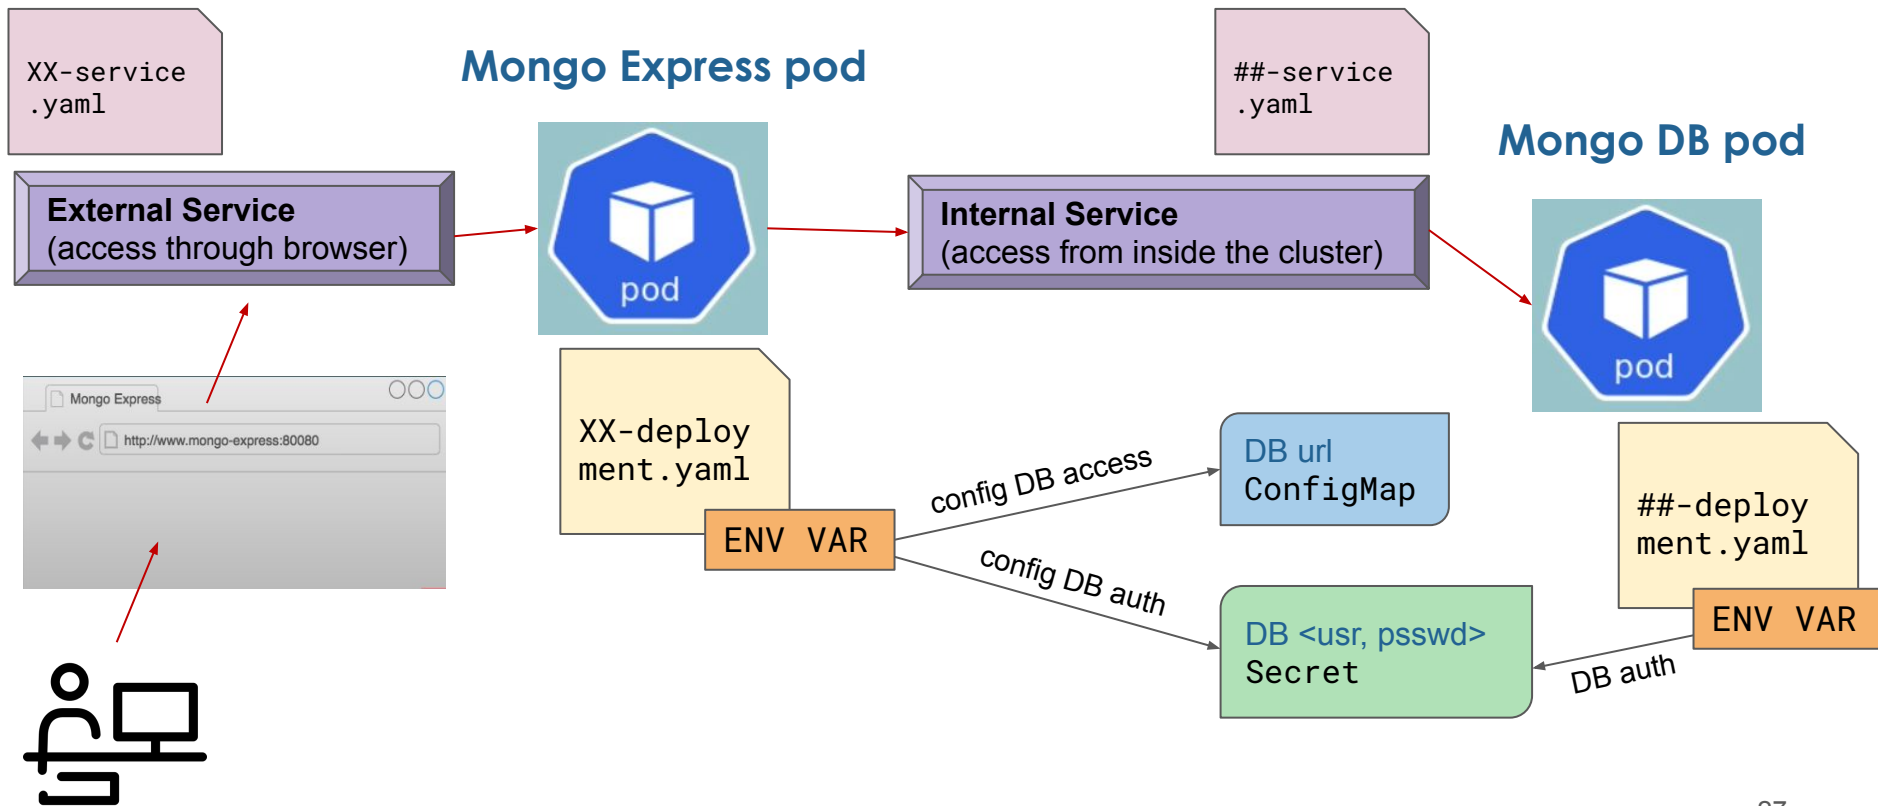 XX-service
.yaml
Mongo Express pod
##-service
.yaml
Mongo DB pod
External Service
(access through browser)
pod
Internal Service
(access from inside the cluster)
pod
Mongo Express
http://www.mongo-express:80080
XX-deploy
ment.yaml
ENV VAR
config DB access
config DB auth
DB url
ConfigMap
DB <usr, psswd>
Secret
##-deploy
ment.yaml
ENV VAR
DB auth